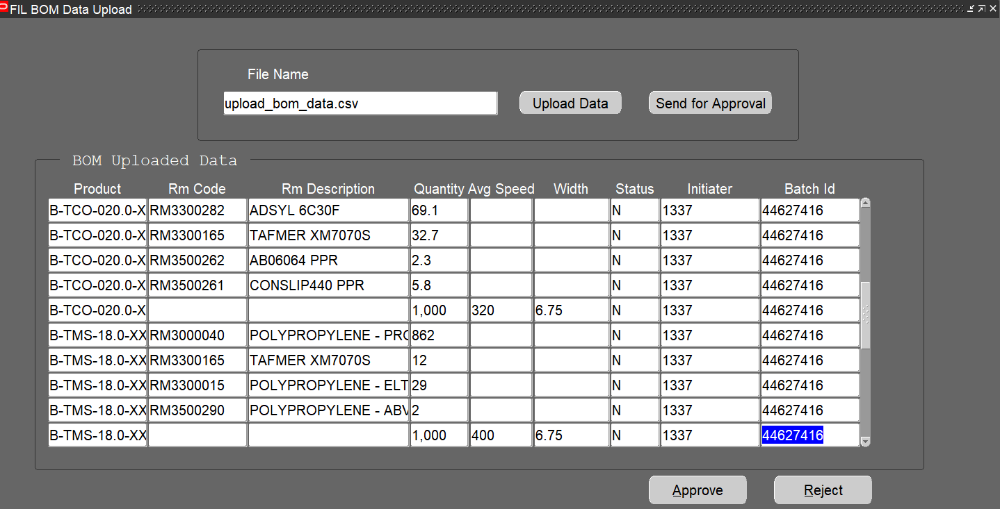 FIL BOM Data Upload
File Name
upload_bom_data.csv Upload Data Send for Approval
BOM Uploaded Data
Product Rm Code Rm Description Quantity Avg Speed Width Status Initiater Batch Id
B-TCO-020.0-X RM3300282 ADSYL 6C30F 69.1 N 1337 44627416
B-TCO-020.0-X RM3300165 TAFMER XM7070S 32.7 N 1337 44627416
B-TCO-020.0-X RM3500262 AB06064 PPR 2.3 N 1337 44627416
B-TCO-020.0-X RM3500261 CONSLIP440 PPR 5.8 N 1337 44627416
B-TCO-020.0-X 1,000 320 6.75 N 1337 44627416
B-TMS-18.0-XX RM3000040 POLYPROPYLENE - PRO 862 N 1337 44627416
B-TMS-18.0-XX RM3300165 TAFMER XM7070S 12 N 1337 44627416
B-TMS-18.0-XX RM3300015 POLYPROPYLENE - ELT 29 N 1337 44627416
B-TMS-18.0-XX RM3500290 POLYPROPYLENE - ABV 2 N 1337 44627416
B-TMS-18.0-XX 1,000 400 6.75 N 1337 44627416
Approve Reject